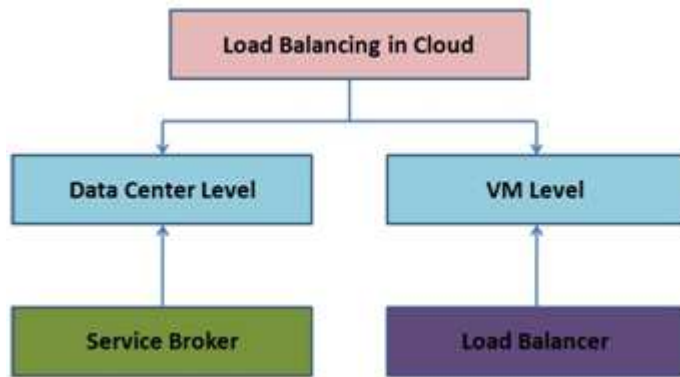 Load Balancing in Cloud
Data Center Level
VM Level
Service Broker
Load Balancer